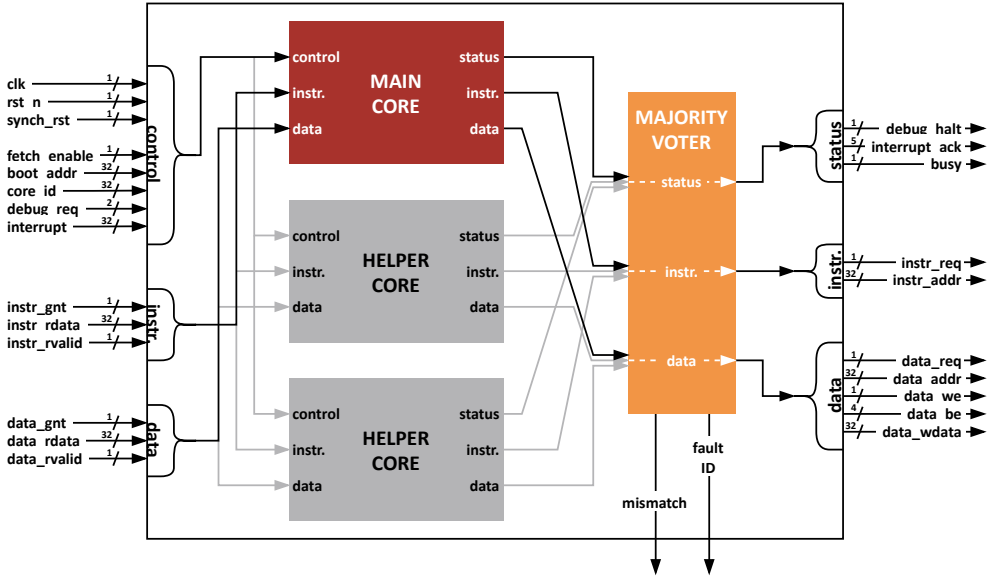 clk 1
rst_n 1
synch_rst 1
fetch_enable 1
boot_addr 32
core_id 32
debug_req 2
interrupt 32
control
instr_gnt 1
instr_rdata 32
instr_rvalid 1
instr.
data_gnt 1
data_rdata 32
data_rvalid 1
data
control
instr.
data
MAIN
CORE
status
instr.
data
control
instr.
data
HELPER
CORE
status
instr.
data
control
instr.
data
HELPER
CORE
status
instr.
data
MAJORITY
VOTER
status
instr.
data
mismatch
fault
ID
status
1 debug_halt
5 interrupt_ack
1 busy
instr.
1 instr_req
32 instr_addr
data
1 data_req
32 data_addr
1 data_we
4 data_be
32 data_wdata